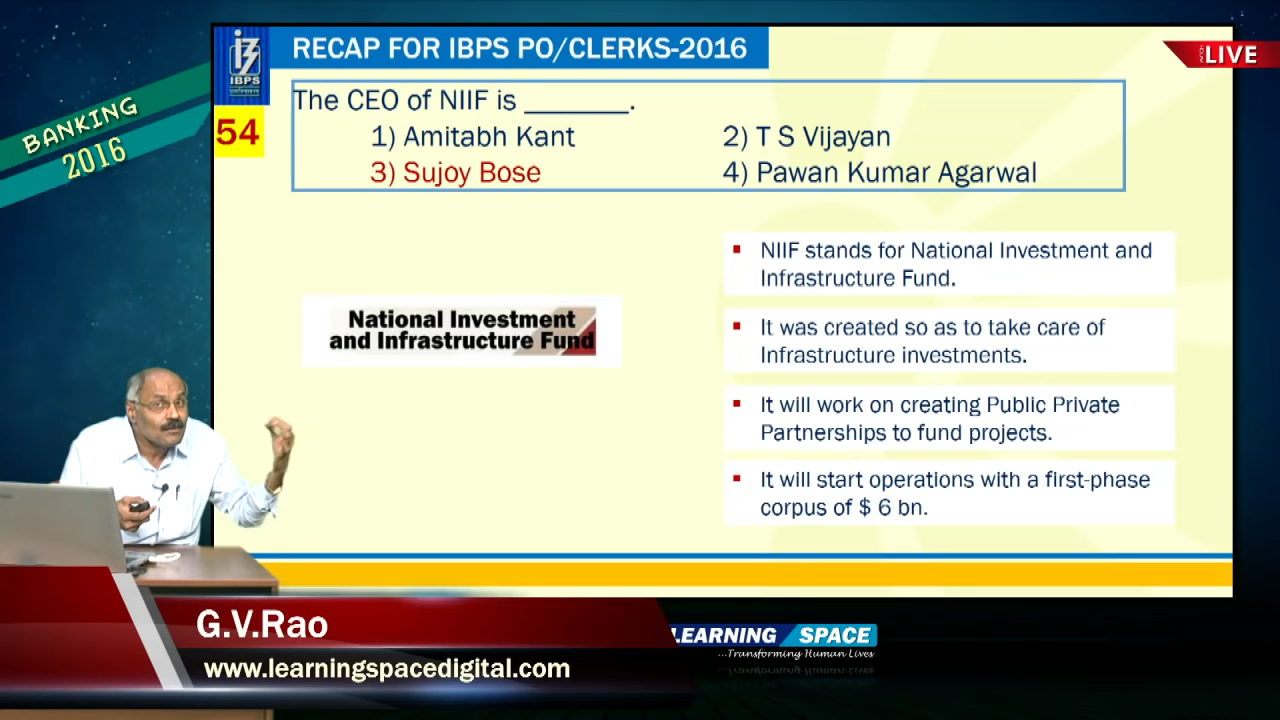 RECAP FOR IBPS PO/CLERKS-2016
IBPS
LIVE
BANKING
2016
54
The CEO of NIIF is ________.
1) Amitabh Kant
2) T S Vijayan
3) Sujoy Bose
4) Pawan Kumar Agarwal
NIIF stands for National Investment and
Infrastructure Fund.
National Investment
and Infrastructure Fund
It was created so as to take care of
Infrastructure investments.
It will work on creating Public Private
Partnerships to fund projects.
It will start operations with a first-phase
corpus of $ 6 bn.
G.V.Rao
www.learningspacedigital.com
LEARNING SPACE
...Transforming Human Lives